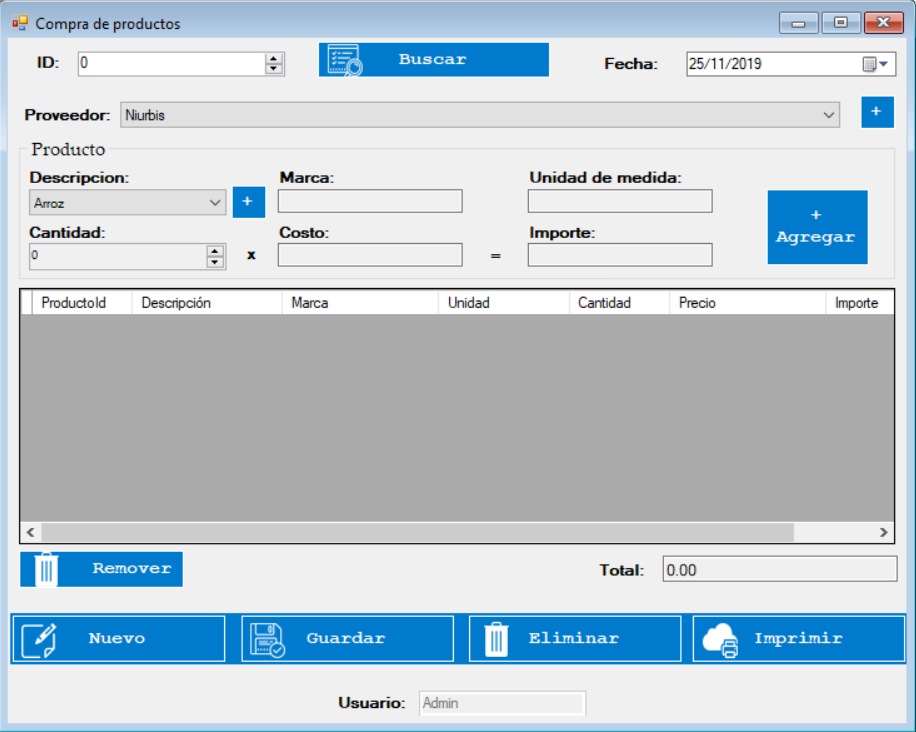 Compra de productos
ID: 0 Buscar Fecha: 25/11/2019
Proveedor: Niurbis +
Producto
Descripcion: Marca: Unidad de medida:
Arroz + +
Agregar
Cantidad: Costo: Importe:
0 x =
ProductoId Descripción Marca Unidad Cantidad Precio Importe
Remover Total: 0.00
Nuevo Guardar Eliminar Imprimir
Usuario: Admin